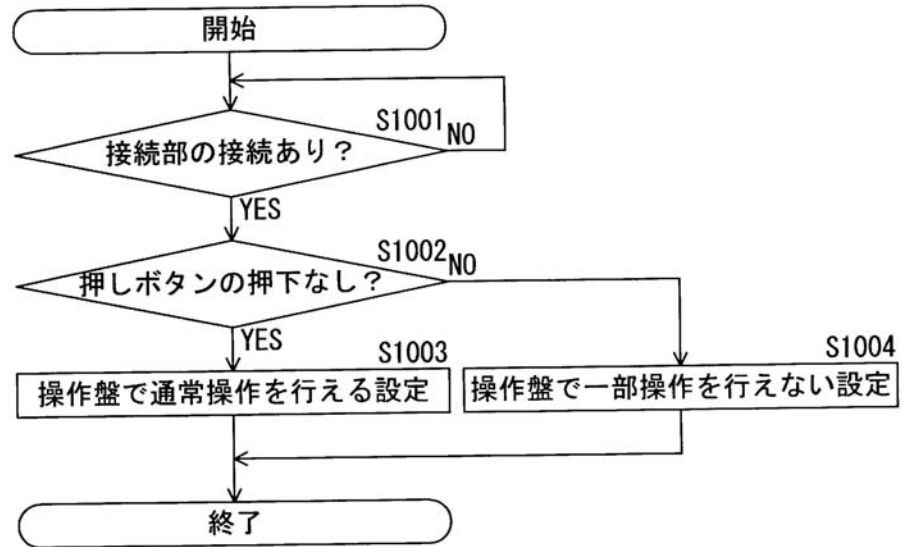 開始
S1001
NO
接続部の接続あり？
YES
S1002
NO
押しボタンの押下なし？
YES
S1003
操作盤で通常操作を行える設定
S1004
操作盤で一部操作を行えない設定
終了